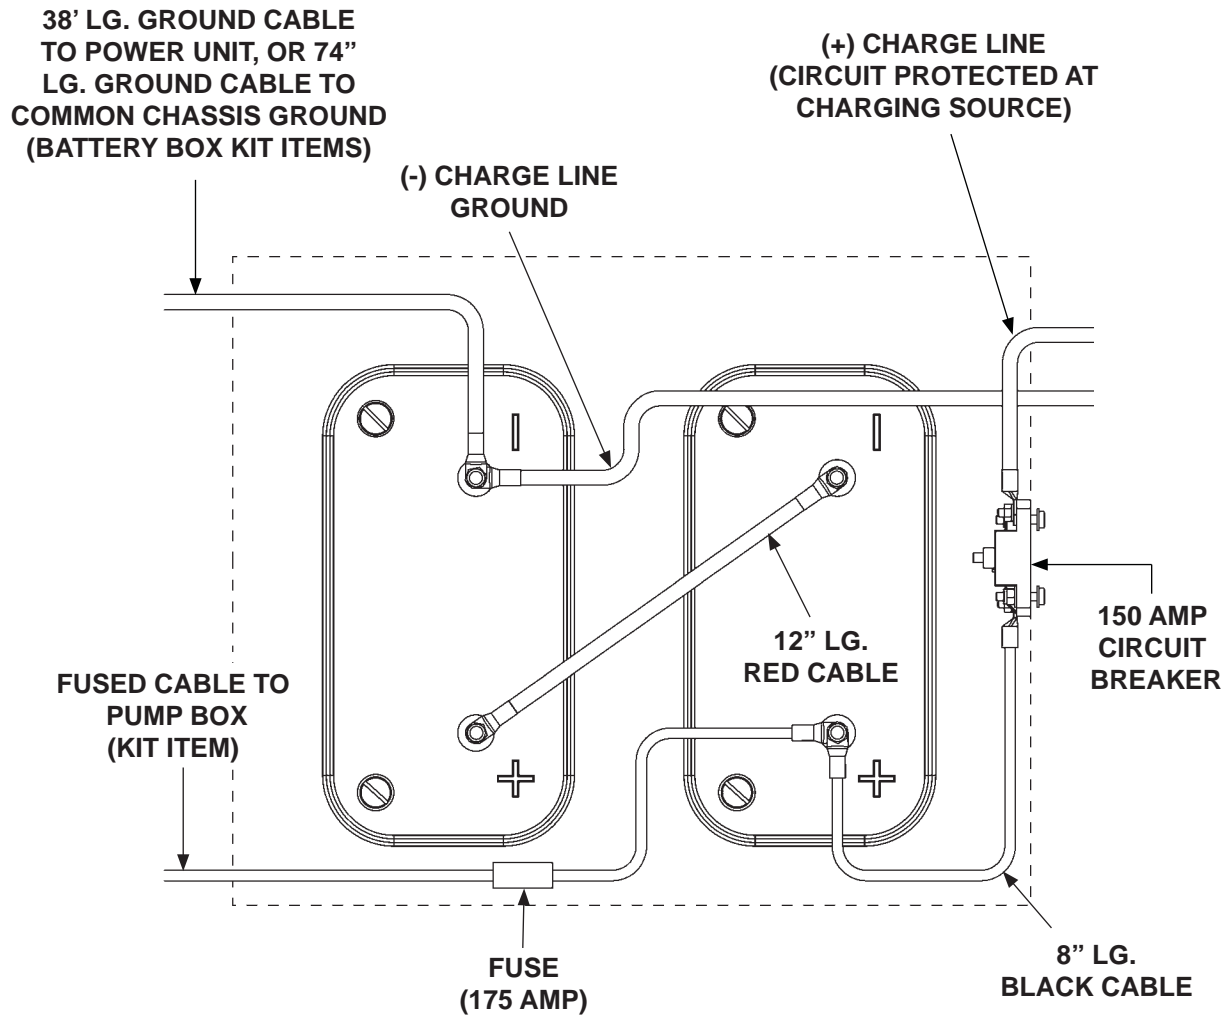 38’ LG. GROUND CABLE
TO POWER UNIT, OR 74”
LG. GROUND CABLE TO
COMMON CHASSIS GROUND
(BATTERY BOX KIT ITEMS)
(+) CHARGE LINE
(CIRCUIT PROTECTED AT
CHARGING SOURCE)
(-) CHARGE LINE
GROUND
12” LG.
RED CABLE
150 AMP
CIRCUIT
BREAKER
FUSED CABLE TO
PUMP BOX
(KIT ITEM)
FUSE
(175 AMP)
8” LG.
BLACK CABLE